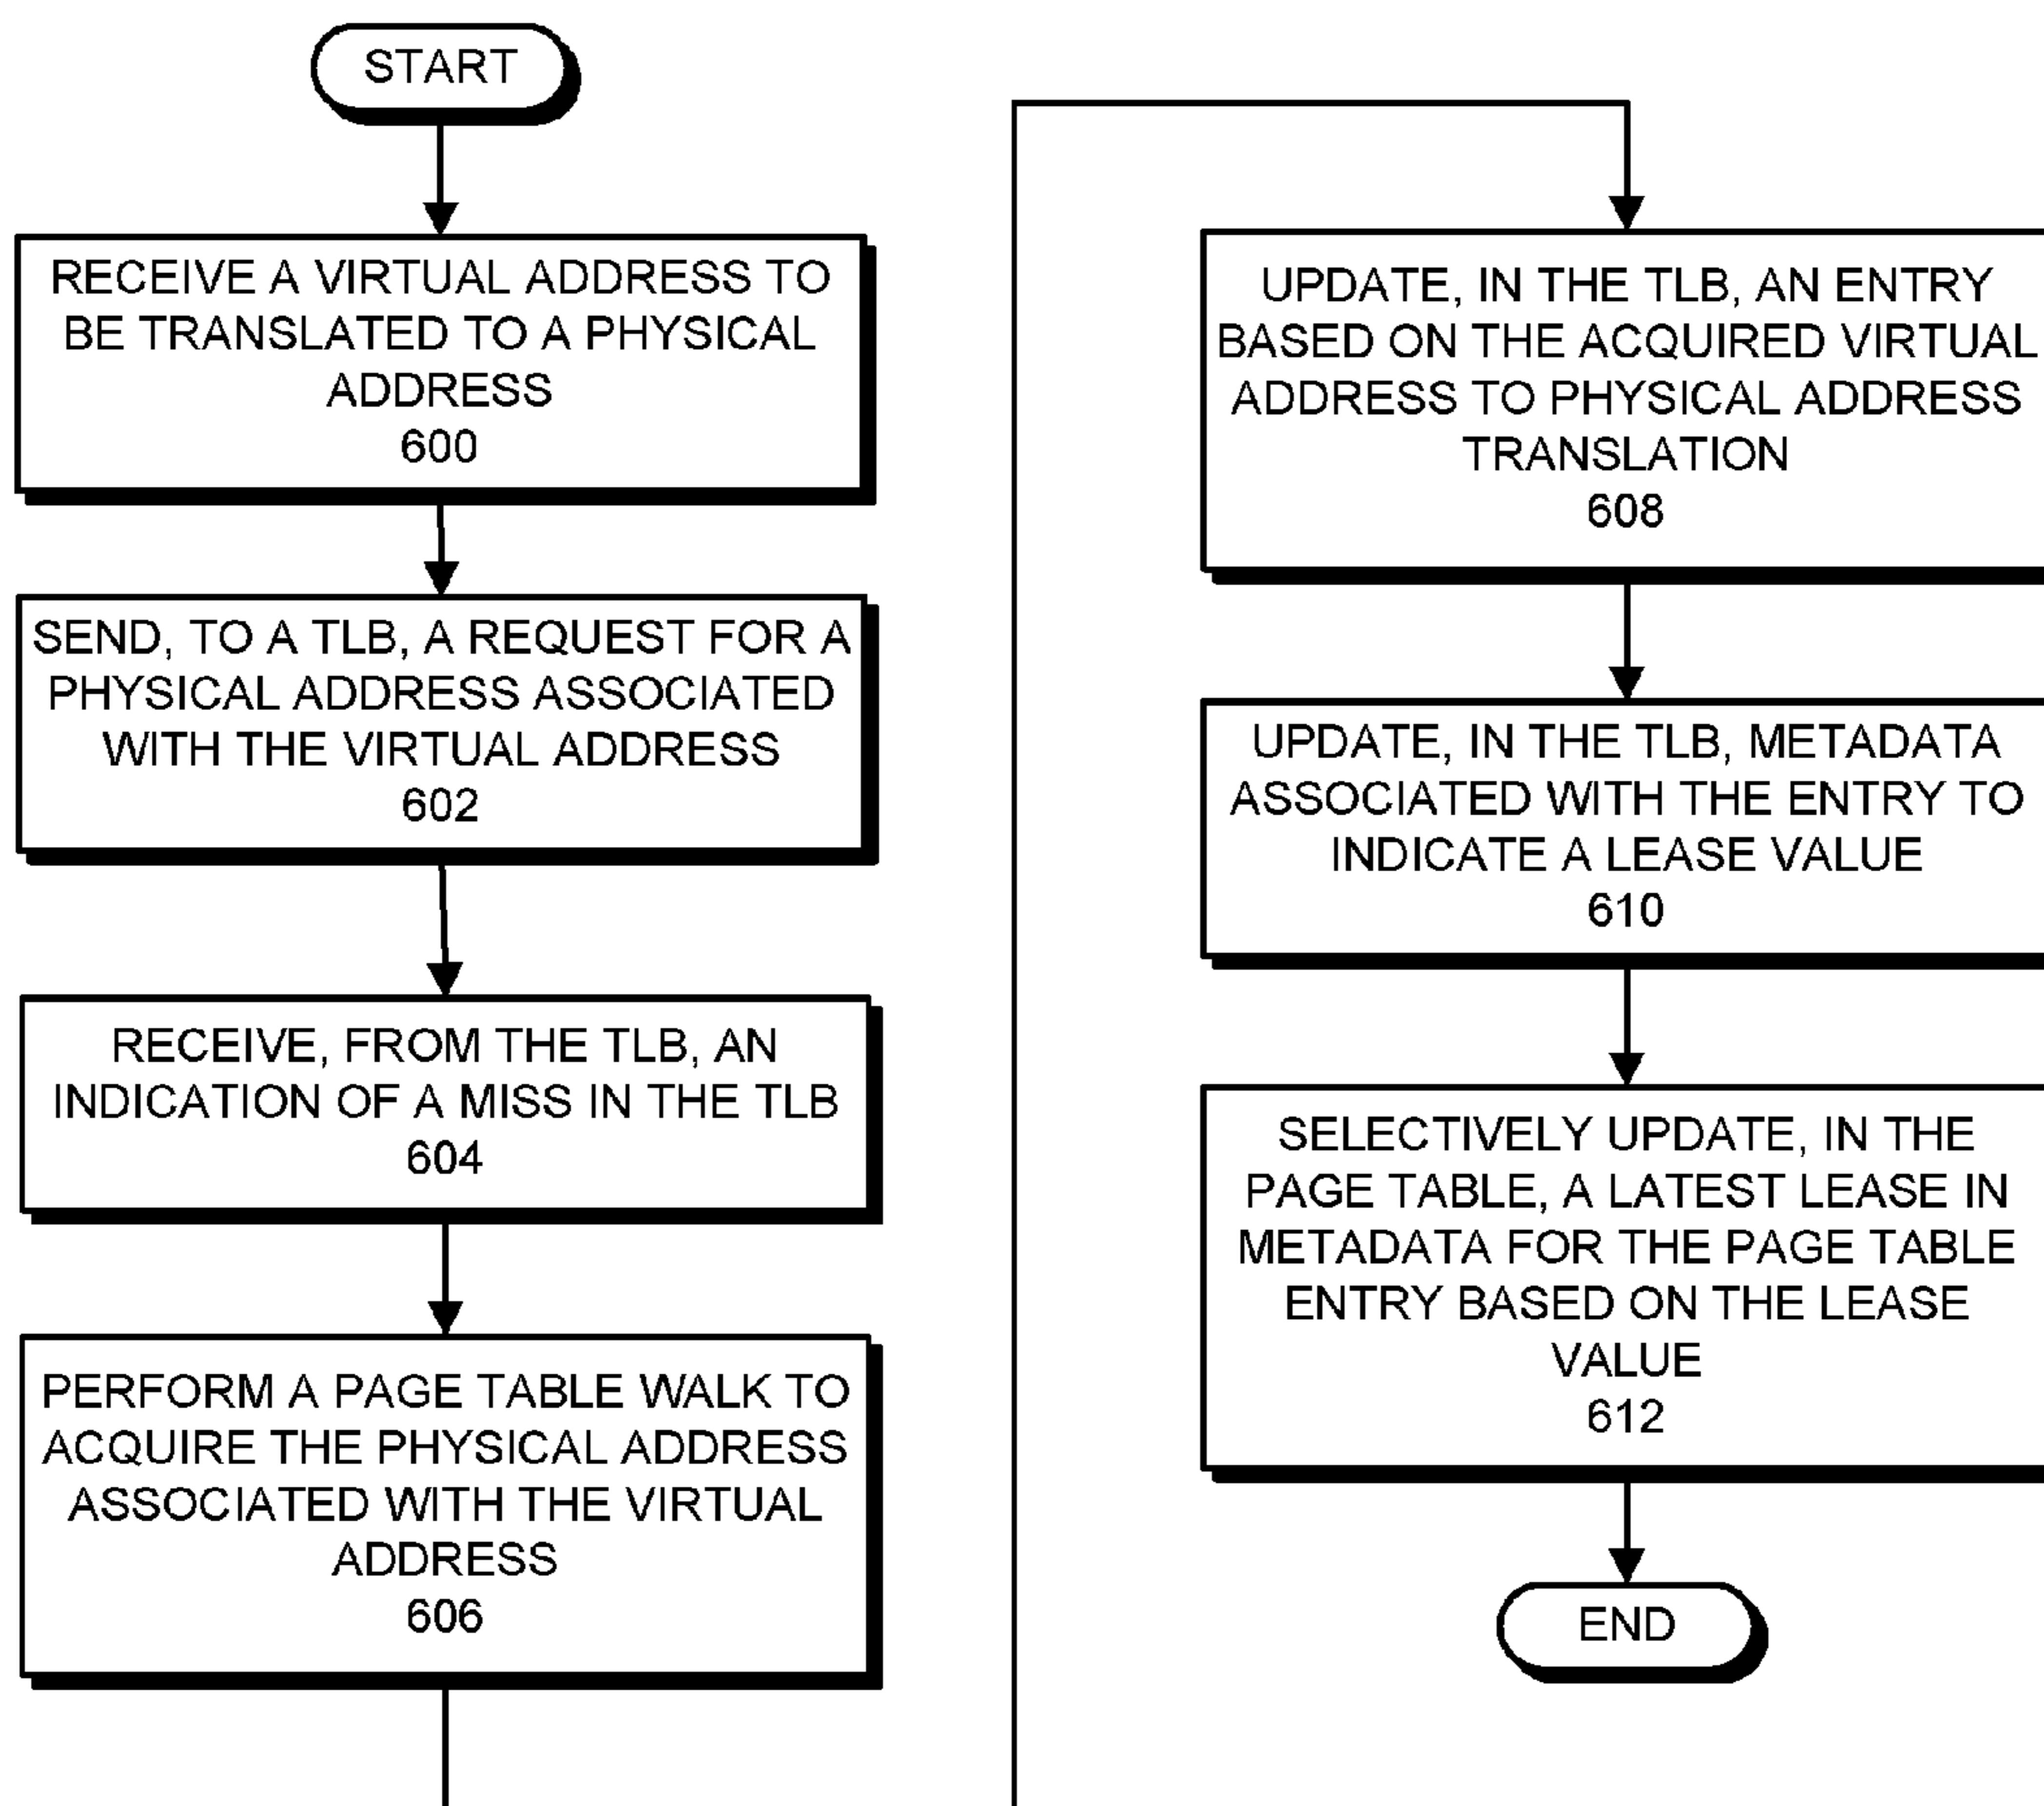 START
RECEIVE A VIRTUAL ADDRESS TO
BE TRANSLATED TO A PHYSICAL
ADDRESS
600
SEND, TO A TLB, A REQUEST FOR A
PHYSICAL ADDRESS ASSOCIATED
WITH THE VIRTUAL ADDRESS
602
RECEIVE, FROM THE TLB, AN
INDICATION OF A MISS IN THE TLB
604
PERFORM A PAGE TABLE WALK TO
ACQUIRE THE PHYSICAL ADDRESS
ASSOCIATED WITH THE VIRTUAL
ADDRESS
606
UPDATE, IN THE TLB, AN ENTRY
BASED ON THE ACQUIRED VIRTUAL
ADDRESS TO PHYSICAL ADDRESS
TRANSLATION
608
UPDATE, IN THE TLB, METADATA
ASSOCIATED WITH THE ENTRY TO
INDICATE A LEASE VALUE
610
SELECTIVELY UPDATE, IN THE
PAGE TABLE, A LATEST LEASE IN
METADATA FOR THE PAGE TABLE
ENTRY BASED ON THE LEASE
VALUE
612
END